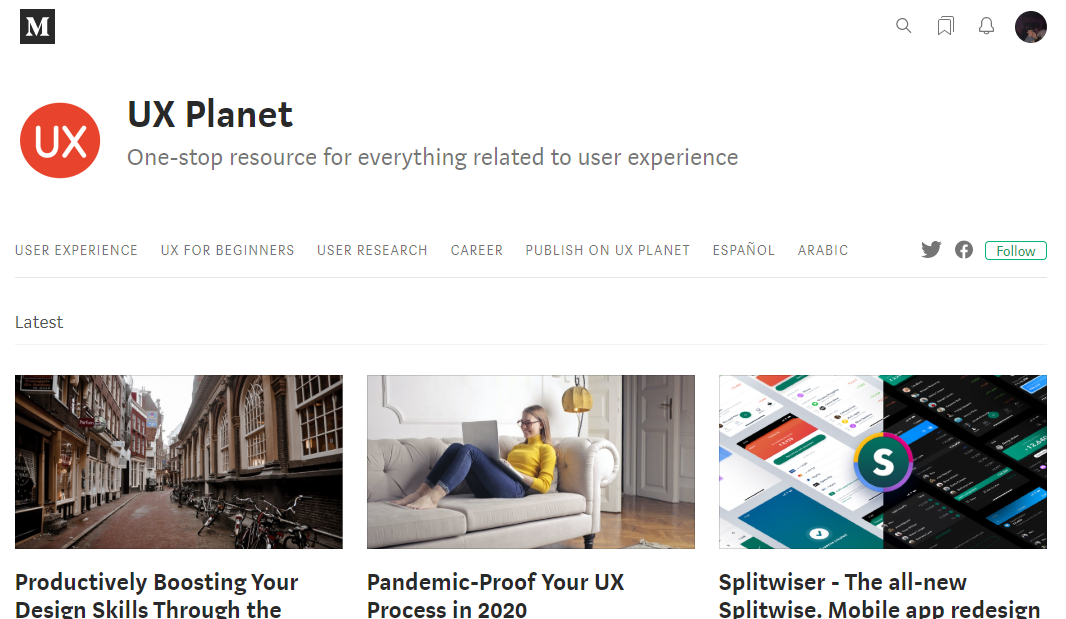 M
UX Planet
UX
One-stop resource for everything related to user experience
USER EXPERIENCE UX FOR BEGINNERS USER RESEARCH CAREER PUBLISH ON UX PLANET ESPAÑOL ARABIC Follow
Latest
S
Productively Boosting Your
Design Skills Through the
Pandemic-Proof Your UX
Process in 2020
Splitwiser - The all-new
Splitwise. Mobile app redesign